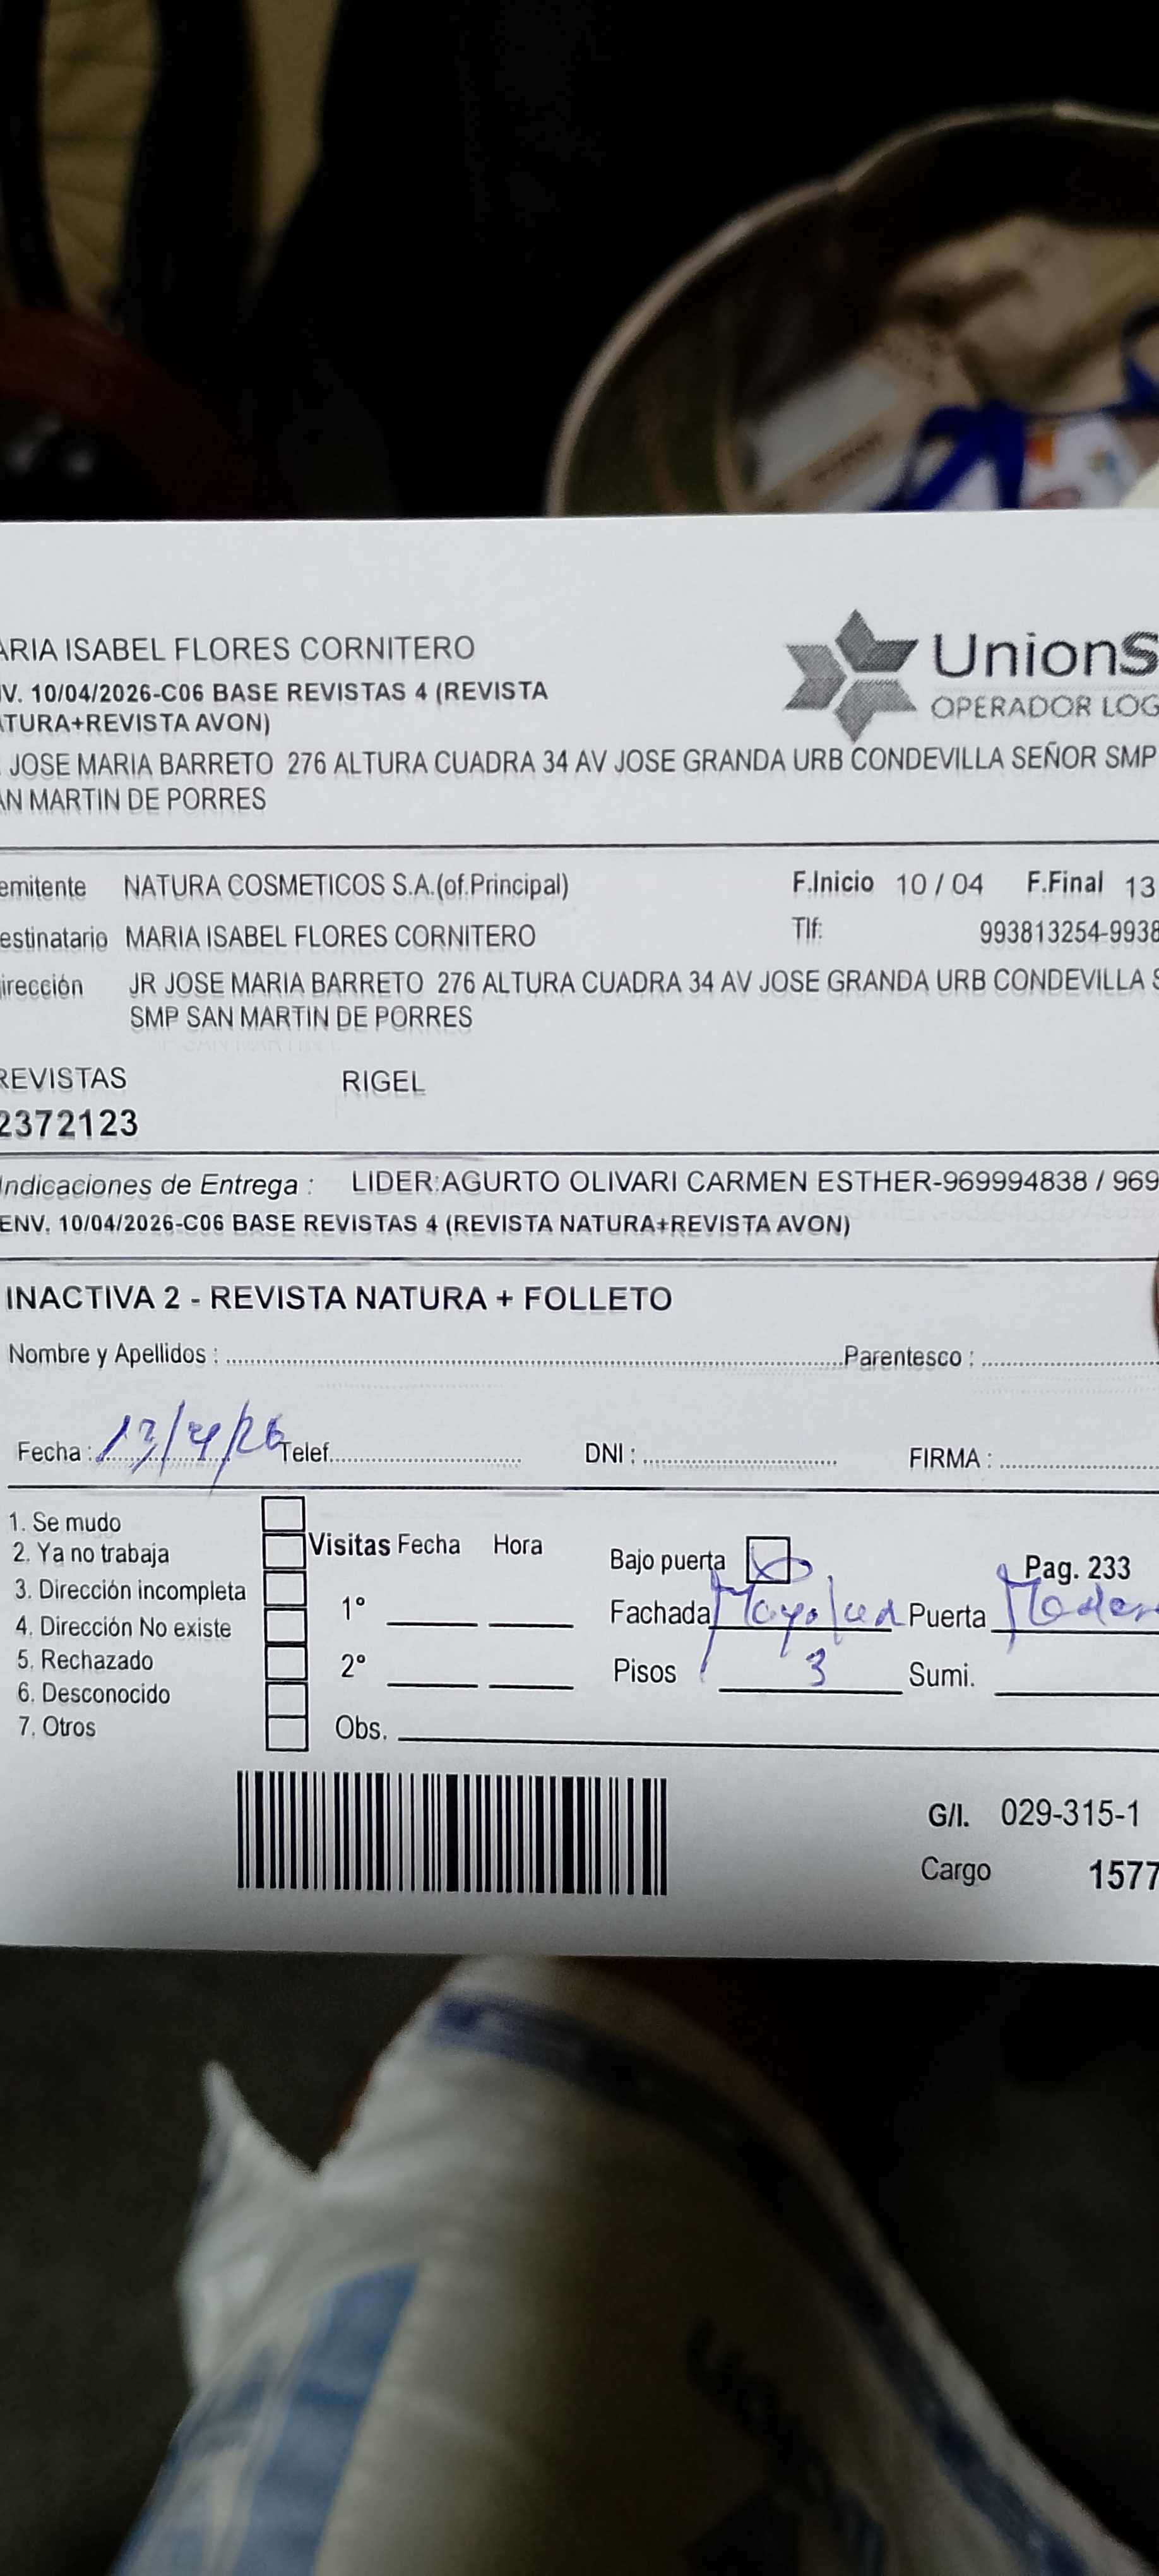 ARIA ISABEL FLORES CORNITERO
V. 10/04/2026-C06 BASE REVISTAS 4 (REVISTA
ATURA+REVISTA AVON)
JOSE MARIA BARRETO 276 ALTURA CUADRA 34 AV JOSE GRANDA URB CONDEVILLA SEÑOR SMP
AN MARTIN DE PORRES
UnionS
OPERADOR LOG
emitente NATURA COSMETICOS S.A.(of.Principal) F.Inicio 10 / 04 F.Final 13
estinatario MARIA ISABEL FLORES CORNITERO Tlf: 993813254-9938
irección JR JOSE MARIA BARRETO 276 ALTURA CUADRA 34 AV JOSE GRANDA URB CONDEVILLA S
SMP SAN MARTIN DE PORRES
REVISTAS RIGEL
2372123
Indicaciones de Entrega : LIDER:AGURTO OLIVARI CARMEN ESTHER-969994838 / 969
ENV. 10/04/2026-C06 BASE REVISTAS 4 (REVISTA NATURA+REVISTA AVON)
INACTIVA 2 - REVISTA NATURA + FOLLETO
Nombre y Apellidos : Parentesco :
Fecha : 13/4/26 Telef. DNI : FIRMA :
1. Se mudo
2. Ya no trabaja
3. Dirección incompleta
4. Dirección No existe
5. Rechazado
6. Desconocido
7. Otros
Visitas Fecha Hora
1°
2°
Obs.
Bajo puerta Pag. 233
Fachada Puerta
Pisos 3 Sumi.
G/I. 029-315-1
Cargo 1577